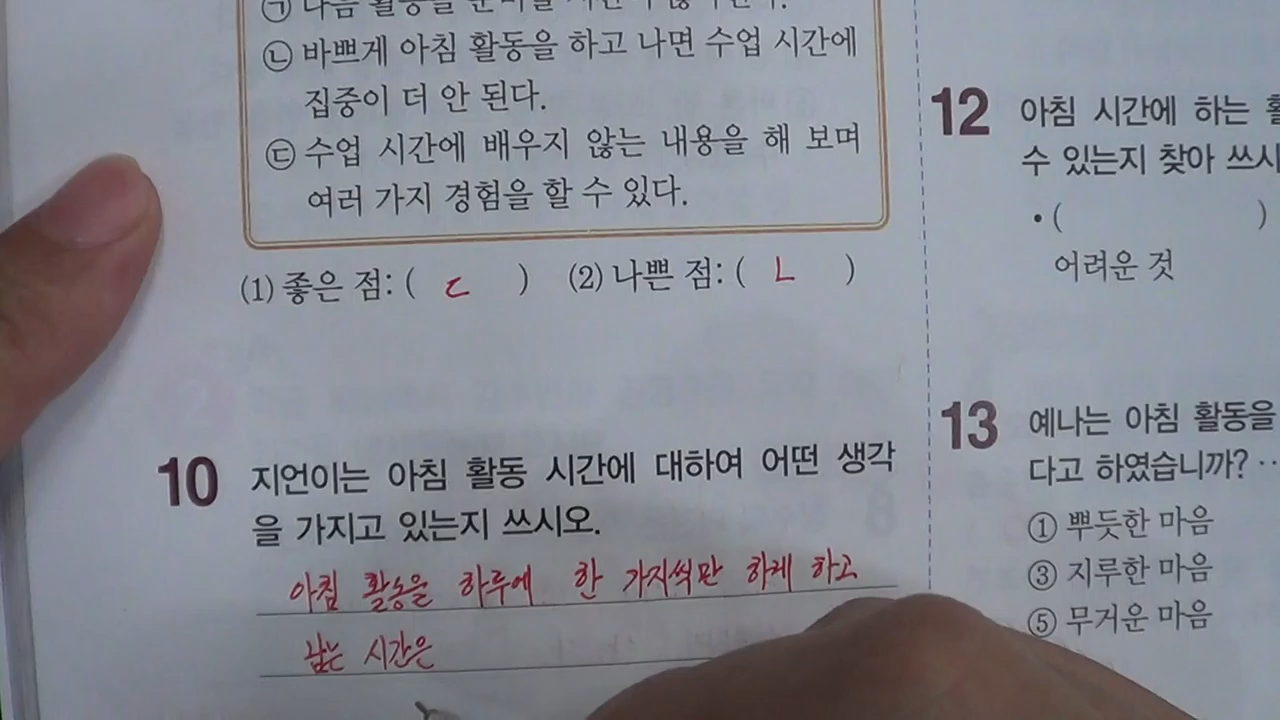 ㉠ 다음 활동을
㉡ 바쁘게 아침 활동을 하고 나면 수업 시간에
집중이 더 안 된다.
㉢ 수업 시간에 배우지 않는 내용을 해 보며
여러 가지 경험을 할 수 있다.
(1) 좋은 점: ( ㄷ ) (2) 나쁜 점: ( ㄴ )
10 지언이는 아침 활동 시간에 대하여 어떤 생각
을 가지고 있는지 쓰시오.
아침 활동을 하루에 한 가지씩만 하게 하고
남는 시간은
12 아침 시간에 하는
수 있는지 찾아 쓰시
• ( )
어려운 것
13 예나는 아침 활동을
다고 하였습니까? ··
① 뿌듯한 마음
③ 지루한 마음
⑤ 무거운 마음